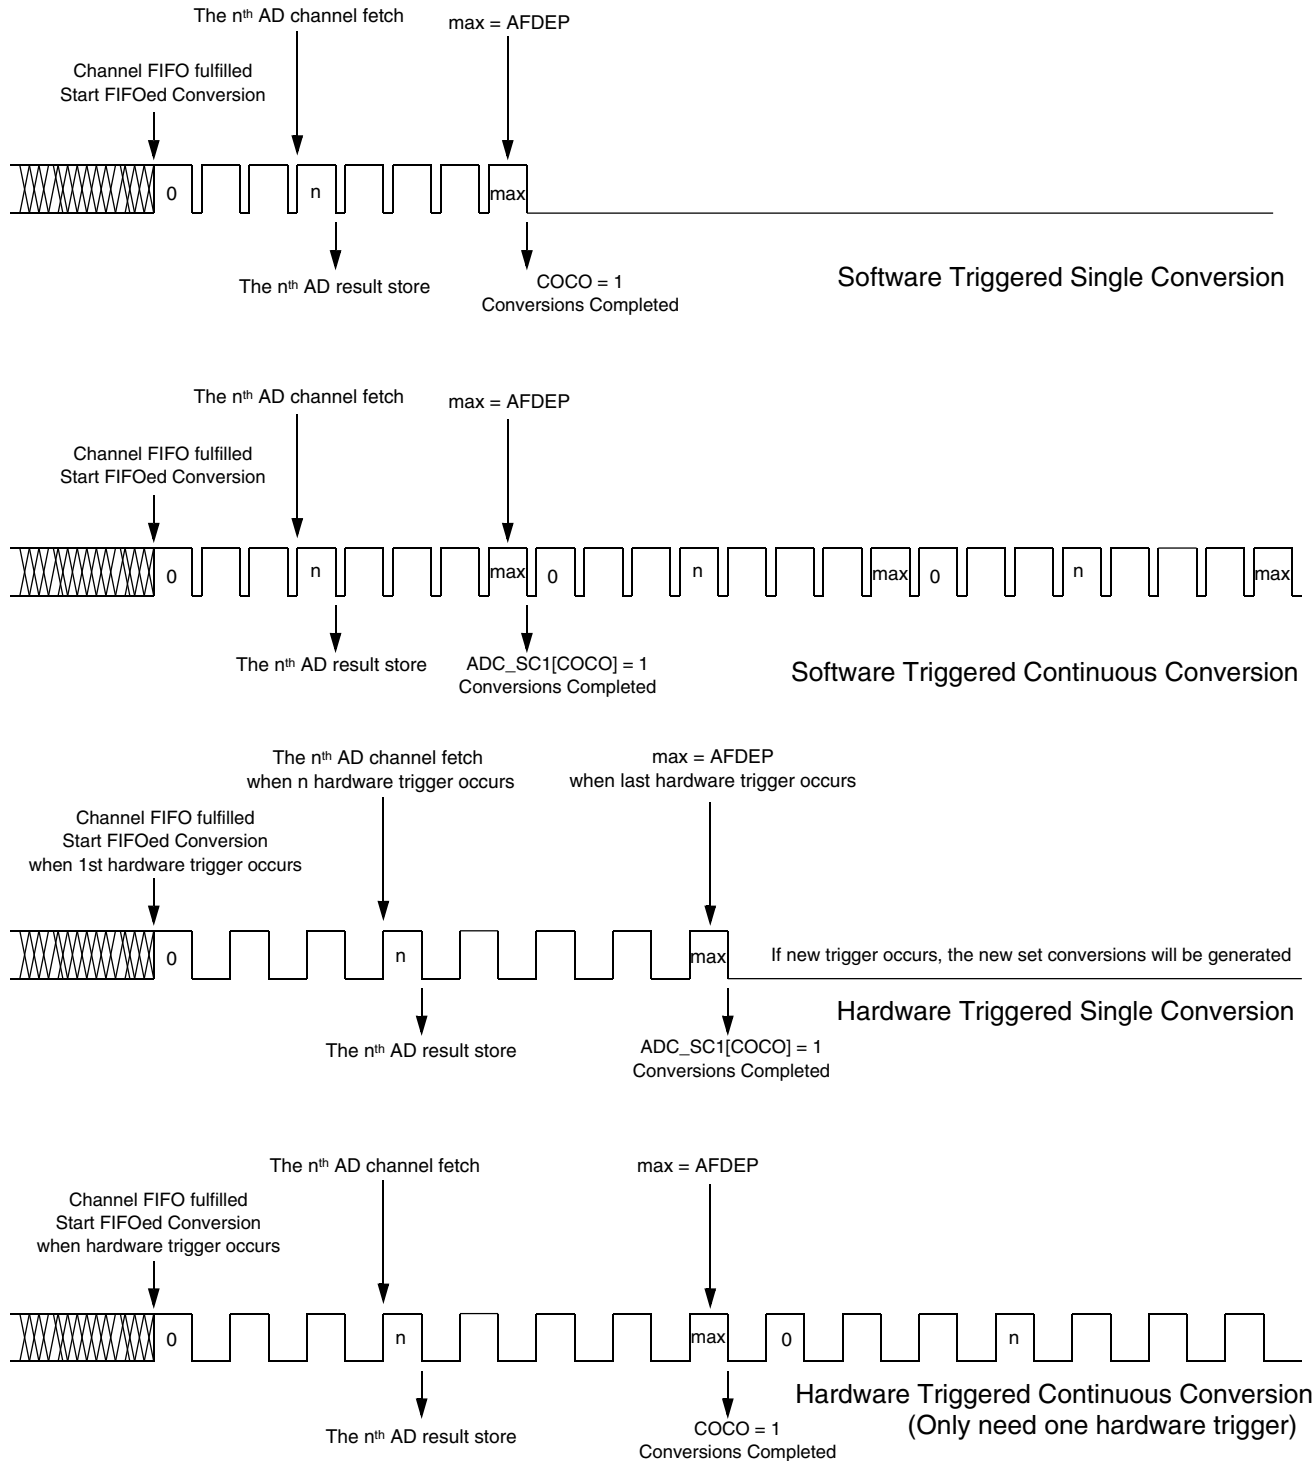 The nth AD channel fetch
max = AFDEP
Channel FIFO fulfilled
Start FIFOed Conversion
0
n
max
The nth AD result store
COCO = 1
Conversions Completed
Software Triggered Single Conversion
The nth AD channel fetch
max = AFDEP
Channel FIFO fulfilled
Start FIFOed Conversion
0
n
max
0
n
max
0
n
max
The nth AD result store
ADC_SC1[COCO] = 1
Conversions Completed
Software Triggered Continuous Conversion
The nth AD channel fetch
when n hardware trigger occurs
max = AFDEP
when last hardware trigger occurs
Channel FIFO fulfilled
Start FIFOed Conversion
when 1st hardware trigger occurs
0
n
max
If new trigger occurs, the new set conversions will be generated
Hardware Triggered Single Conversion
The nth AD result store
ADC_SC1[COCO] = 1
Conversions Completed
The nth AD channel fetch
max = AFDEP
Channel FIFO fulfilled
Start FIFOed Conversion
when hardware trigger occurs
0
n
max
0
n
The nth AD result store
COCO = 1
Conversions Completed
Hardware Triggered Continuous Conversion
(Only need one hardware trigger)